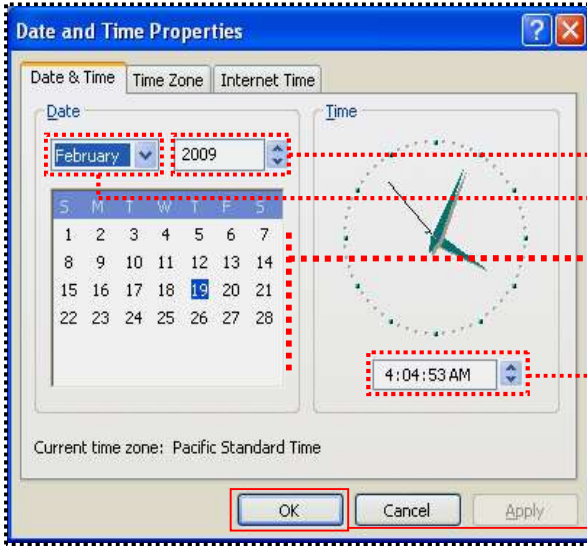 Date and Time Properties
Date & Time Time Zone Internet Time
Date Time
February 2009
S M T W T F S
1 2 3 4 5 6 7
8 9 10 11 12 13 14
15 16 17 18 19 20 21
22 23 24 25 26 27 28
4:04:53 AM
Current time zone: Pacific Standard Time
OK Cancel Apply